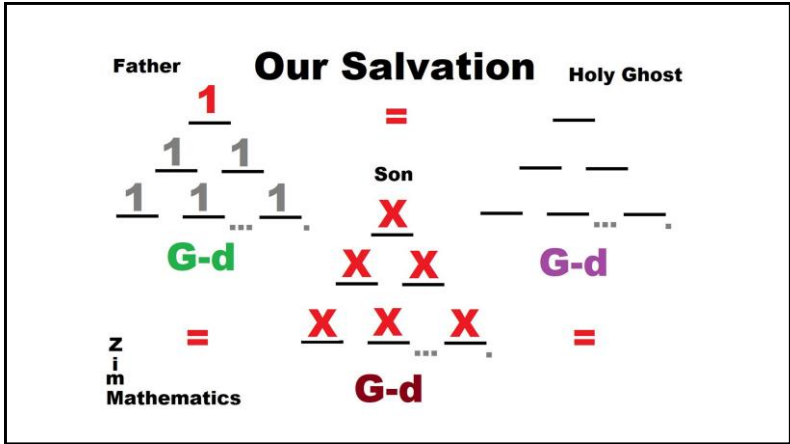 Father
Our Salvation
Holy Ghost
1
=
1 1
Son
1 1 ... 1 .
... .
X
G-d
G-d
X X
X X ... X .
=
=
Z
i
m
Mathematics
G-d